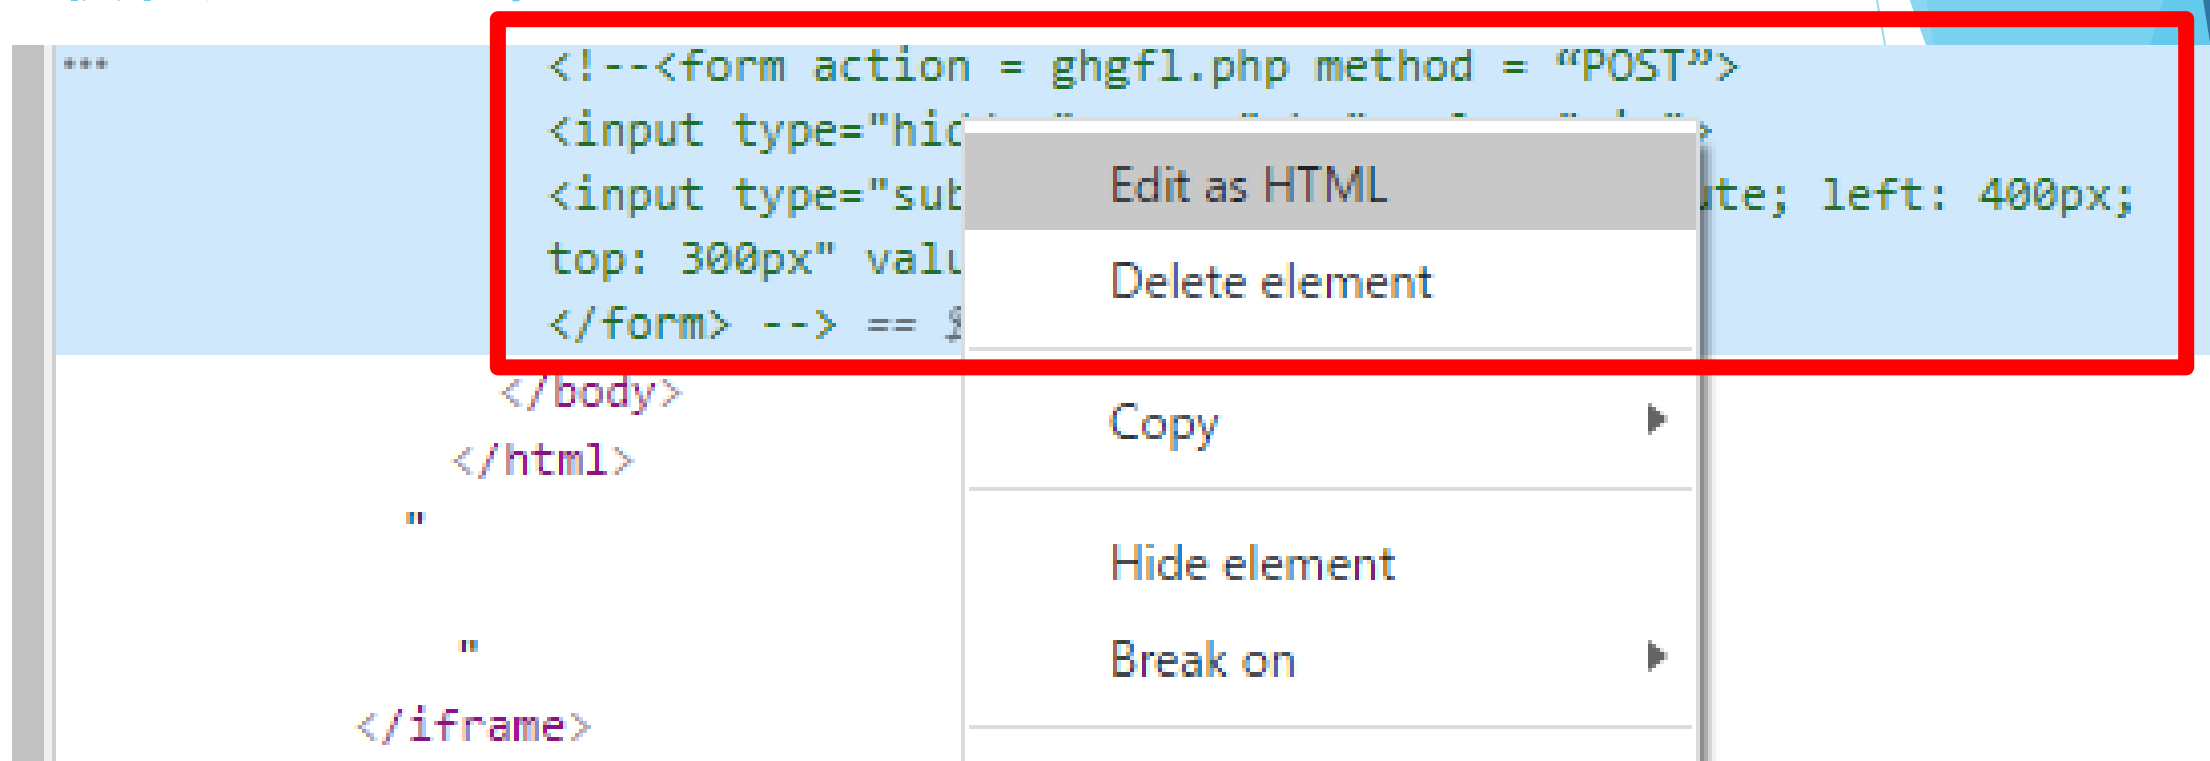 <!--<form action = ghgfl.php method = “POST”>
<input type="hid
<input type="sub ute; left: 400px;
top: 300px" valu
</form> --> ==
</body>
</html>
"
"
</iframe>
Edit as HTML
Delete element
Copy
Hide element
Break on